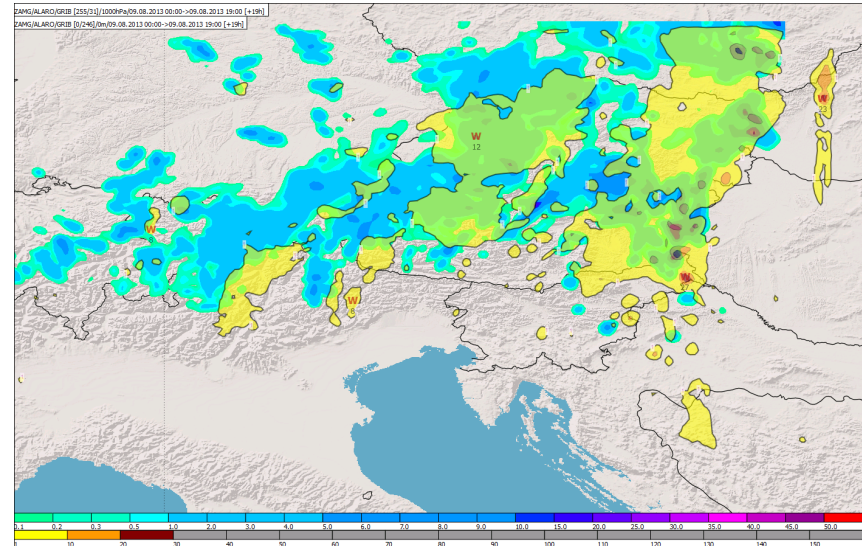 ZAMG/ALARO/GRIB [255/31]/1000hPa/09.08.2013 00:00->09.08.2013 19:00 [+19h]
ZAMG/ALARO/GRIB [0/246]/0m/09.08.2013 00:00->09.08.2013 19:00 [+19h]
W
23
W
12
W
W
W
8
0.1 0.2 0.3 0.5 1.0 2.0 3.0 4.0 5.0 6.0 7.0 8.0 9.0 10.0 15.0 20.0 25.0 30.0 35.0 40.0 45.0 50.0
10 20 30 40 50 60 70 80 90 100 110 120 130 140 150